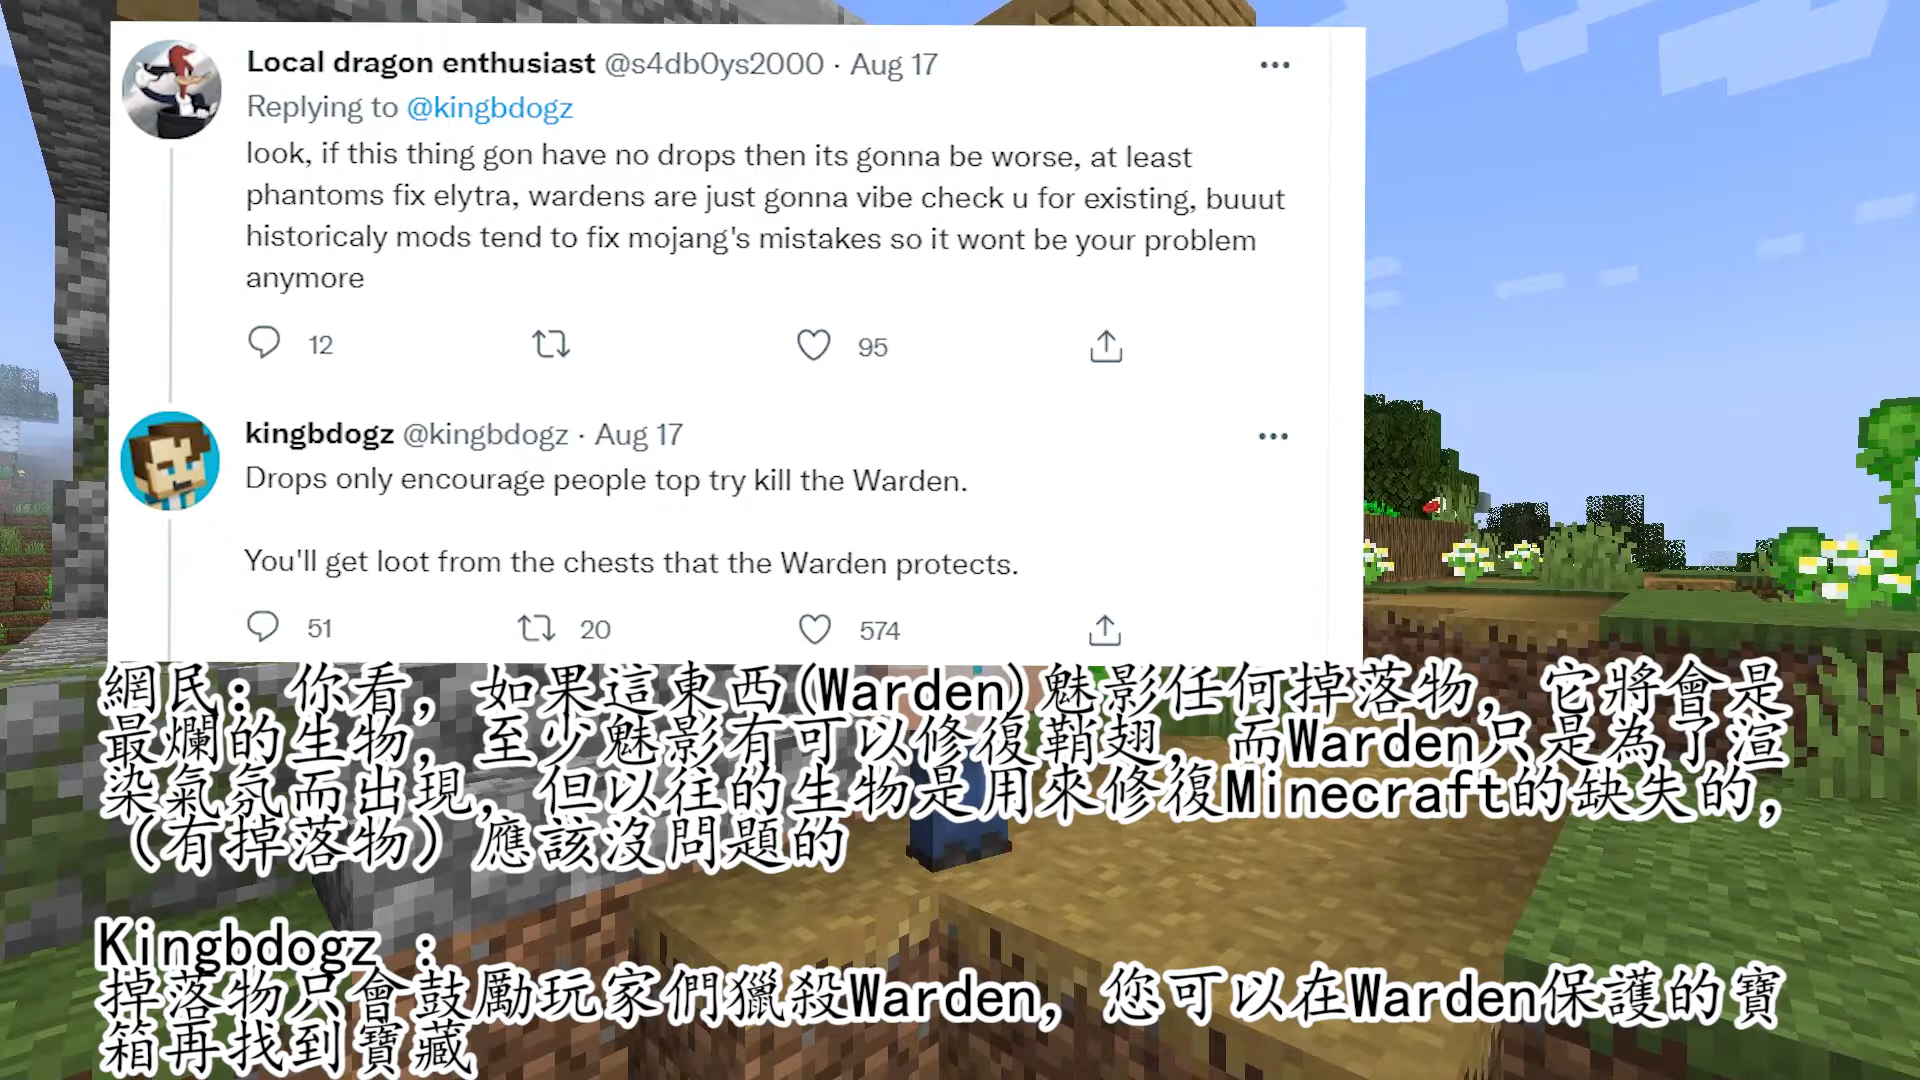 Local dragon enthusiast @s4db0ys2000 · Aug 17
Replying to @kingbdogz
look, if this thing gon have no drops then its gonna be worse, at least
phantoms fix elytra, wardens are just gonna vibe check u for existing, buuut
historicaly mods tend to fix mojang's mistakes so it wont be your problem
anymore
12 95
kingbdogz @kingbdogz · Aug 17
Drops only encourage people top try kill the Warden.
You'll get loot from the chests that the Warden protects.
51 20 574
網民：你看，如果這東西(Warden)魅影任何掉落物，它將會是
最爛的生物，至少魅影有可以修復鞘翅，而Warden只是為了渲
染氣氛而出現，但以往的生物是用來修復Minecraft的缺失的，
（有掉落物）應該沒問題的
Kingbdogz：
掉落物只會鼓勵玩家們獵殺Warden，您可以在Warden保護的寶
箱再找到寶藏